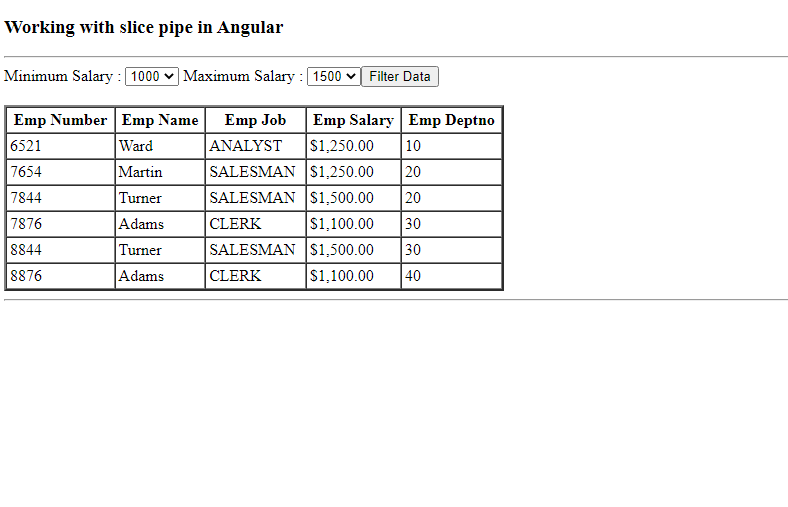 Working with slice pipe in Angular
Minimum Salary : 1000 Maximum Salary : 1500 Filter Data
Emp Number Emp Name Emp Job Emp Salary Emp Deptno
6521 Ward ANALYST $1,250.00 10
7654 Martin SALESMAN $1,250.00 20
7844 Turner SALESMAN $1,500.00 20
7876 Adams CLERK $1,100.00 30
8844 Turner SALESMAN $1,500.00 30
8876 Adams CLERK $1,100.00 40